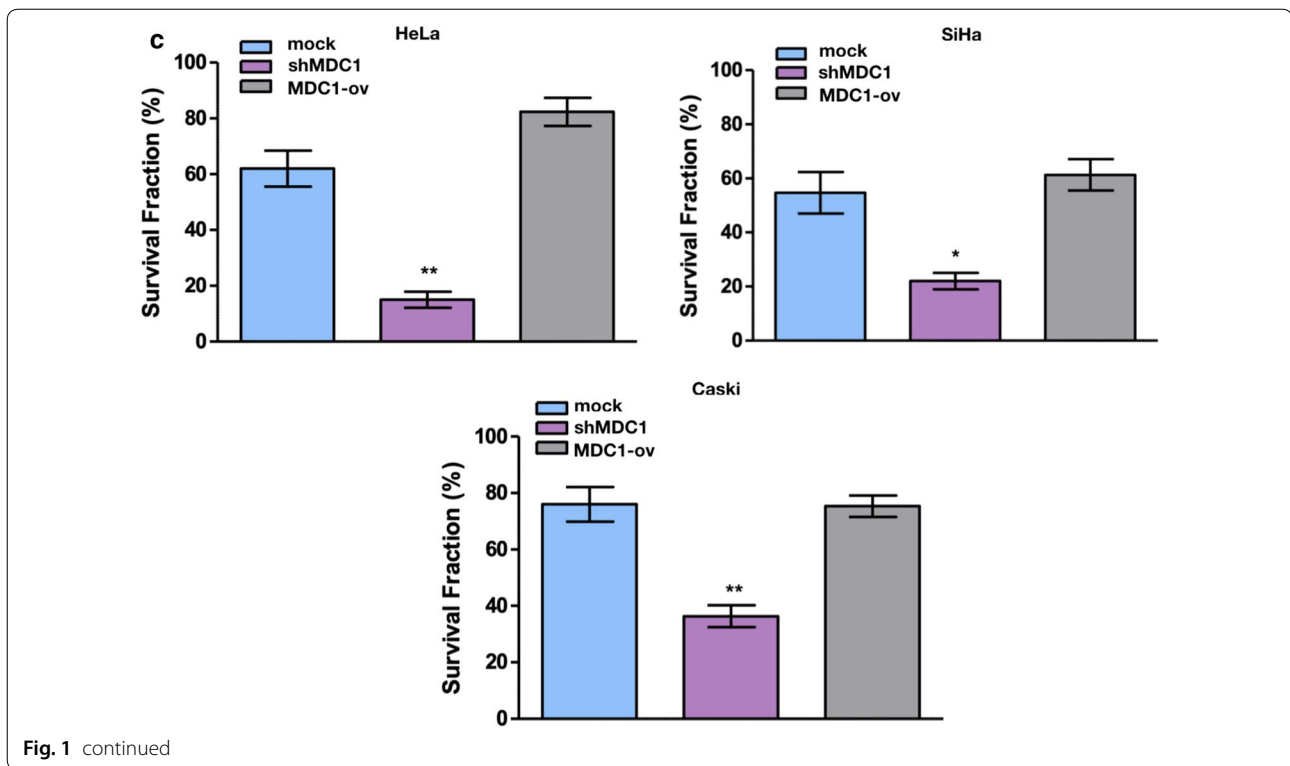 c
HeLa
mock
shMDC1
MDC1-ov
Survival Fraction (%)
100
80
60
40
20
0
**
SiHa
mock
shMDC1
MDC1-ov
Survival Fraction (%)
100
80
60
40
20
0
*
Caski
mock
shMDC1
MDC1-ov
Survival Fraction (%)
100
80
60
40
20
0
**
Fig. 1 continued